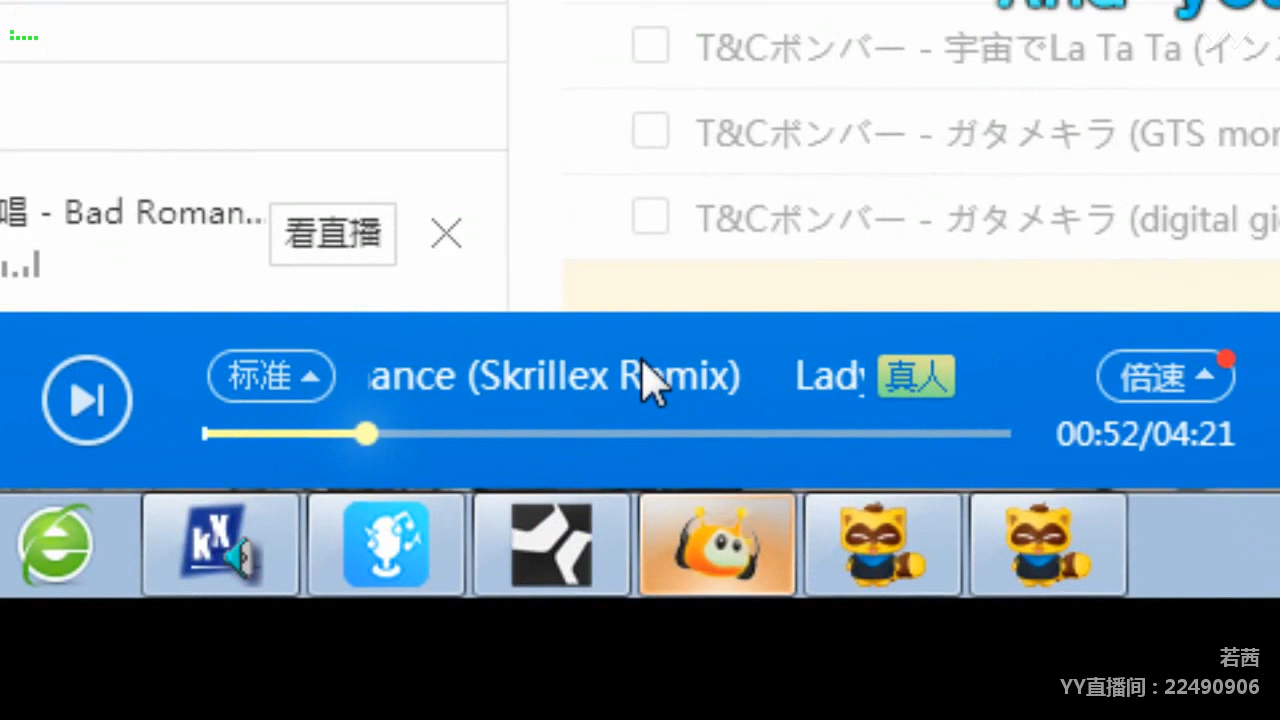 And you
T&Cボンバー - 宇宙でLa Ta Ta (イン
T&Cボンバー - ガタメキラ (GTS mor
T&Cボンバー - ガタメキラ (digital gi
唱 - Bad Roman...
看直播
标准
ance (Skrillex Remix) Lady
真人
倍速
00:52/04:21
kX
若茜
YY直播间：22490906